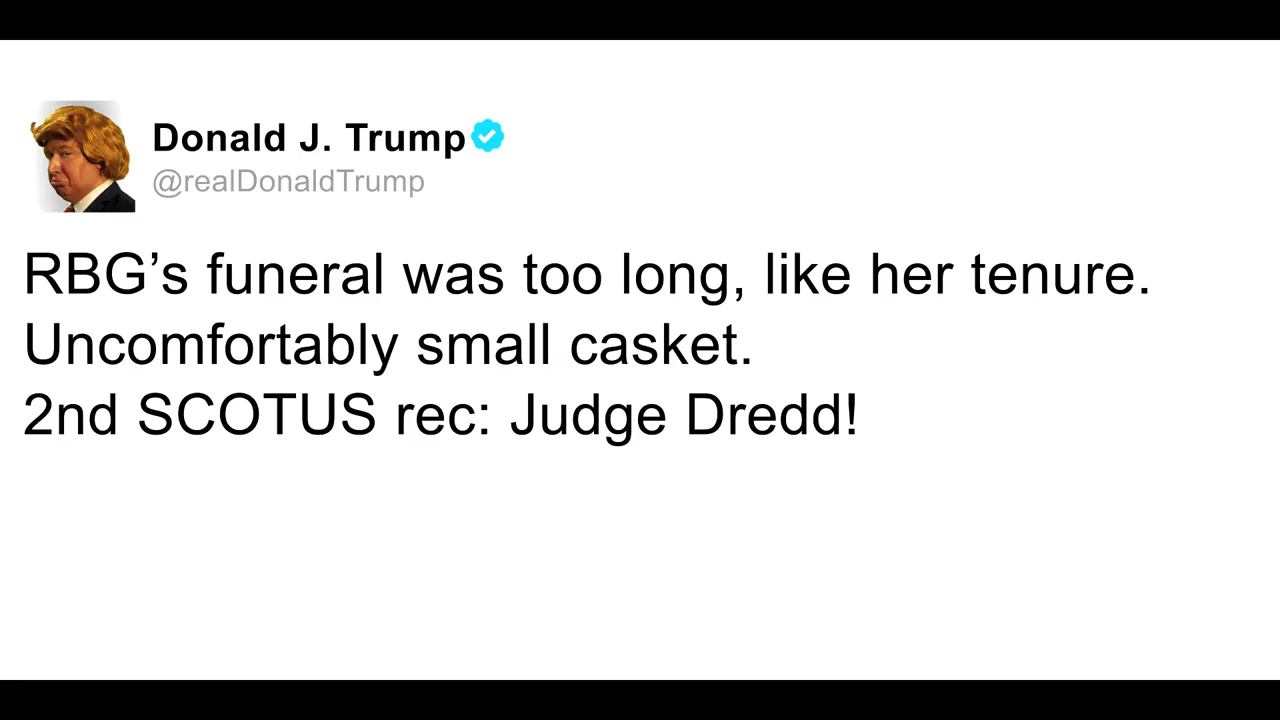 Donald J. Trump
@realDonaldTrump
RBG’s funeral was too long, like her tenure.
Uncomfortably small casket.
2nd SCOTUS rec: Judge Dredd!